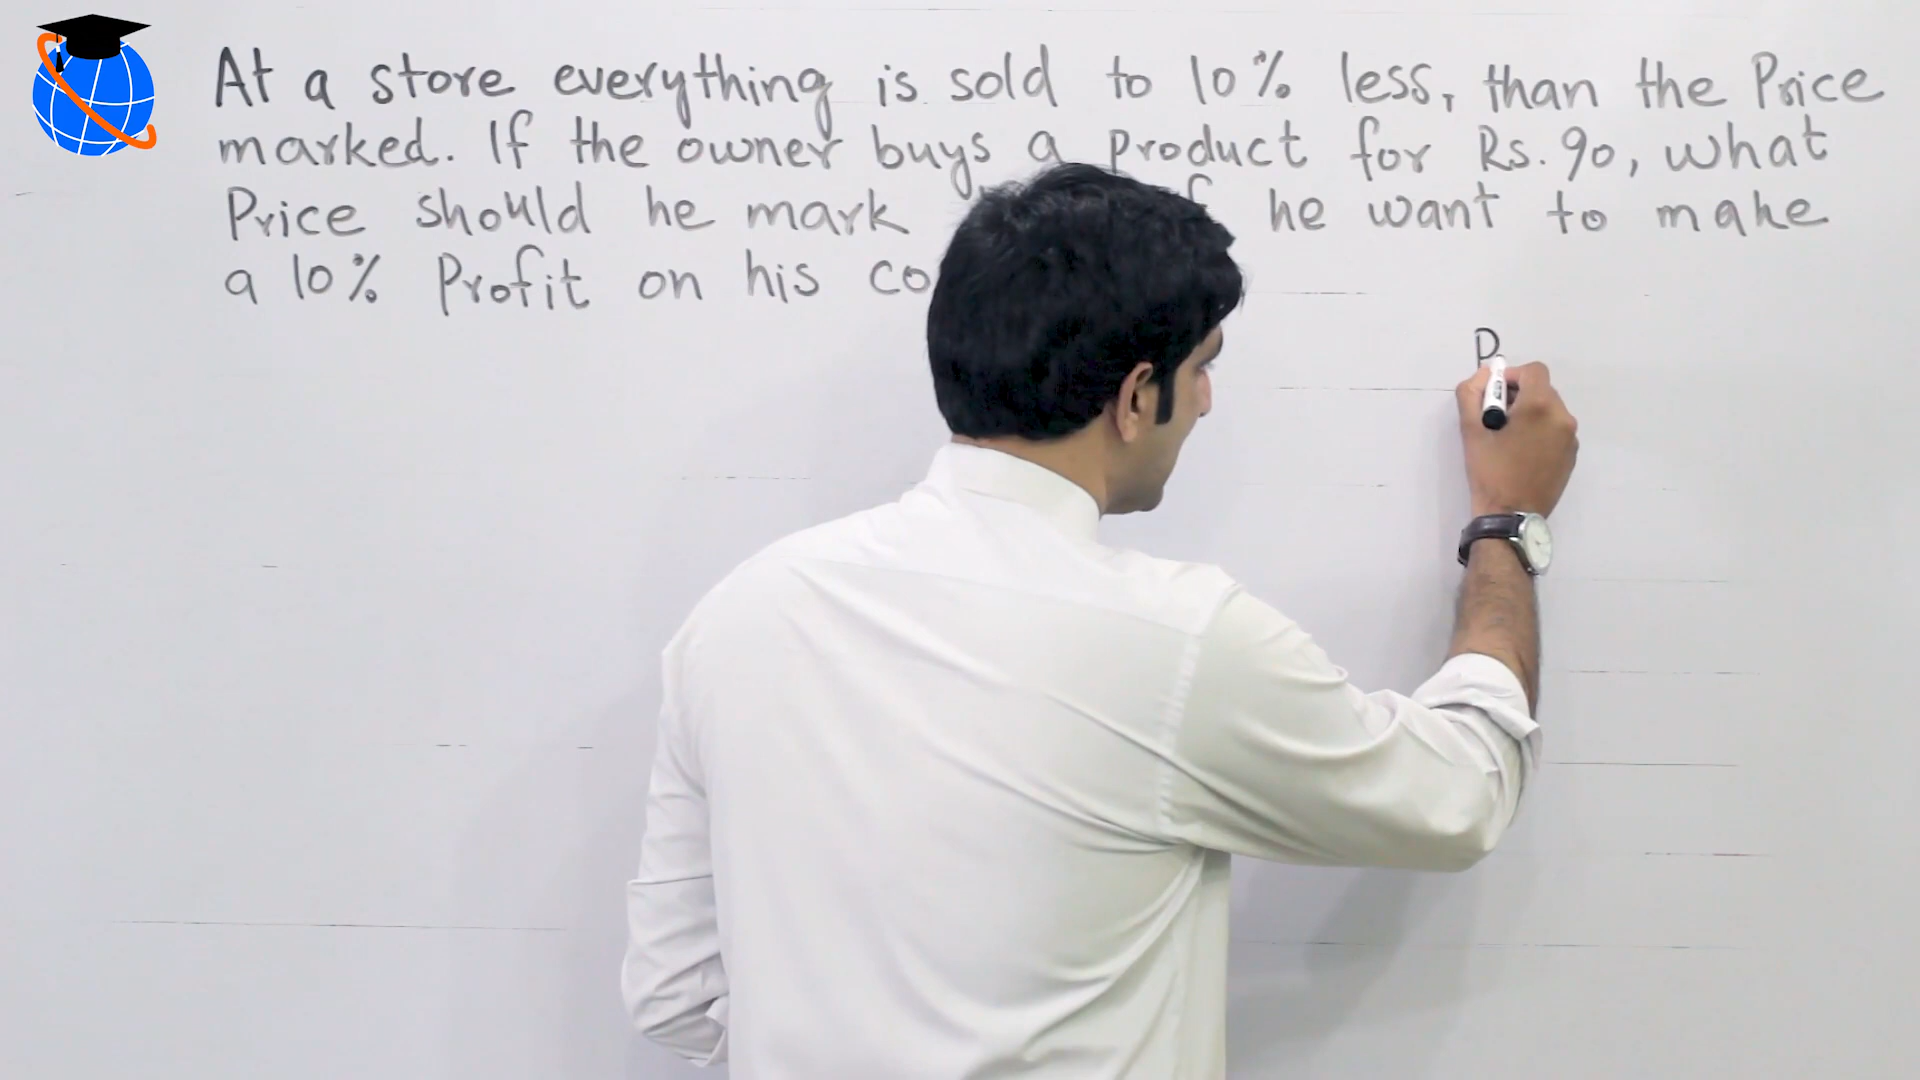 At a store everything is sold to 10% less, than the Price
marked. If the owner buys a product for Rs. 90, what
Price should he mark he want to make
a 10% Profit on his
P